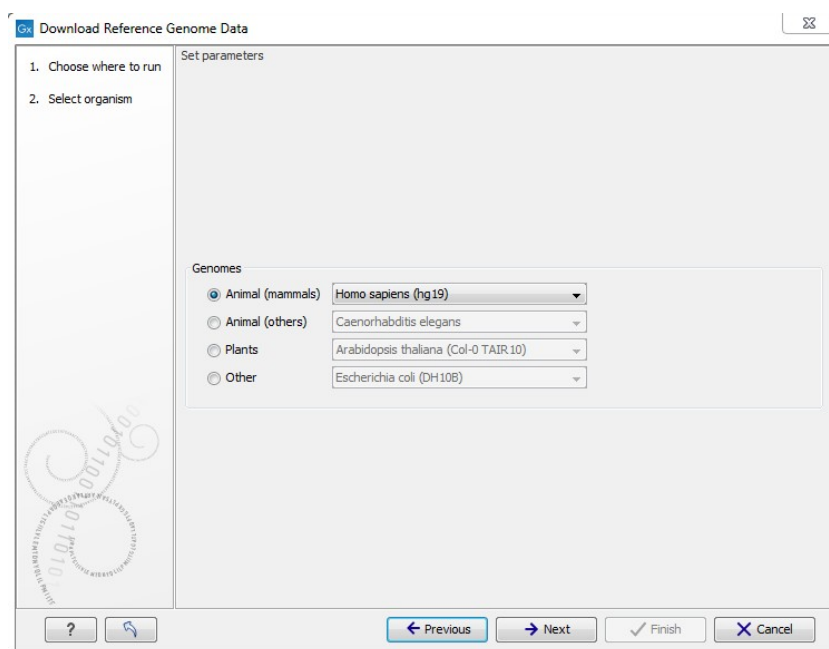 Gx Download Reference Genome Data
1. Choose where to run
2. Select organism
Set parameters
Genomes
Animal (mammals) Homo sapiens (hg19)
Animal (others) Caenorhabditis elegans
Plants Arabidopsis thaliana (Col-0 TAIR10)
Other Escherichia coli (DH10B)
? Previous Next Finish Cancel